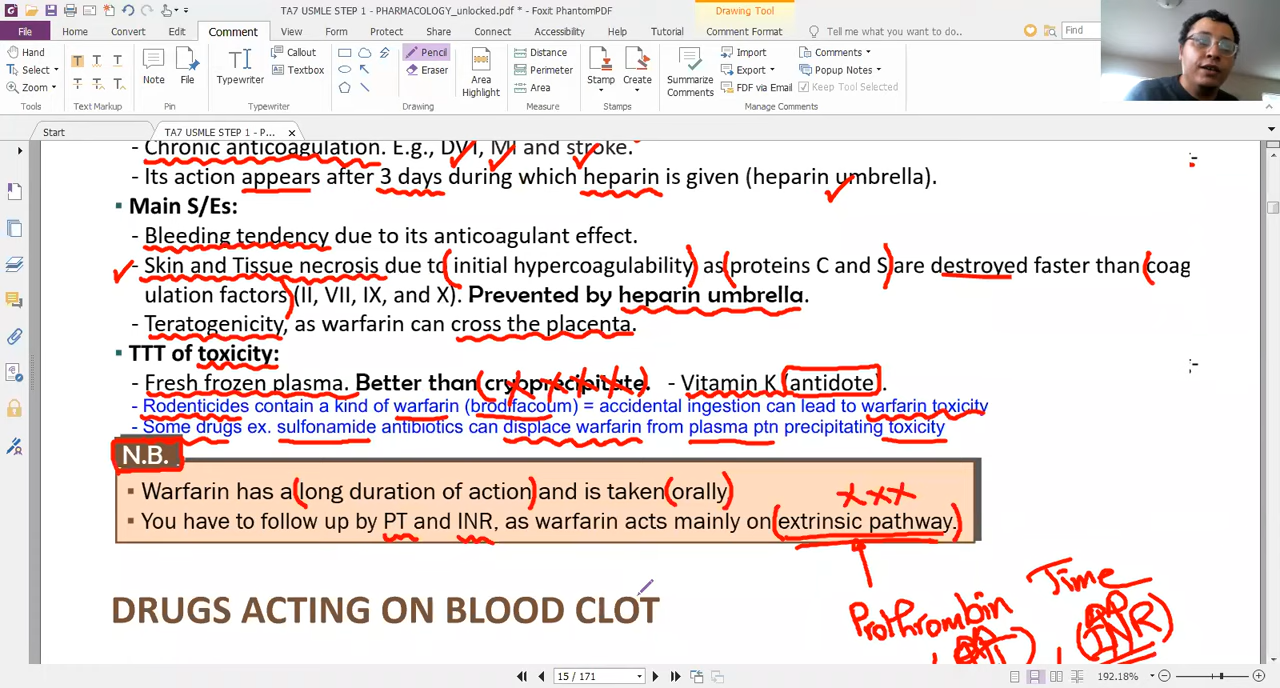 TA7 USMLE STEP 1 - PHARMACOLOGY_unlocked.pdf * - Foxit PhantomPDF
Drawing Tool
File Home Convert Edit Comment View Form Protect Share Connect Accessibility Help Tutorial Comment Format Tell me what you want to do.. Find
Hand
Select
Zoom
Tools
T T T
T T T
Text Markup
Note
File
Pin
Typewriter
Callout
Textbox
Typewriter
Pencil
Eraser
Drawing
Area Highlight
Distance
Perimeter
Area
Measure
Stamp
Create
Stamps
Summarize Comments
Import
Export
FDF via Email
Comments
Popup Notes
Keep Tool Selected
Manage Comments
Start
TA7 USMLE STEP 1 - P...
- Chronic anticoagulation. E.g., DVT, MI and stroke.
- Its action appears after 3 days during which heparin is given (heparin umbrella).
▪ Main S/Es:
- Bleeding tendency due to its anticoagulant effect.
- Skin and Tissue necrosis due to initial hypercoagulability as proteins C and S are destroyed faster than coag
ulation factors (II, VII, IX, and X). Prevented by heparin umbrella.
- Teratogenicity, as warfarin can cross the placenta.
▪ TTT of toxicity:
- Fresh frozen plasma. Better than cryoprecipitate. - Vitamin K (antidote).
- Rodenticides contain a kind of warfarin (brodifacoum) = accidental ingestion can lead to warfarin toxicity
- Some drugs ex. sulfonamide antibiotics can displace warfarin from plasma ptn precipitating toxicity
N.B.
▪ Warfarin has a long duration of action and is taken orally
XXX
▪ You have to follow up by PT and INR, as warfarin acts mainly on extrinsic pathway.
DRUGS ACTING ON BLOOD CLOT
Prothrombin Time
INR
15 / 171
192.18%